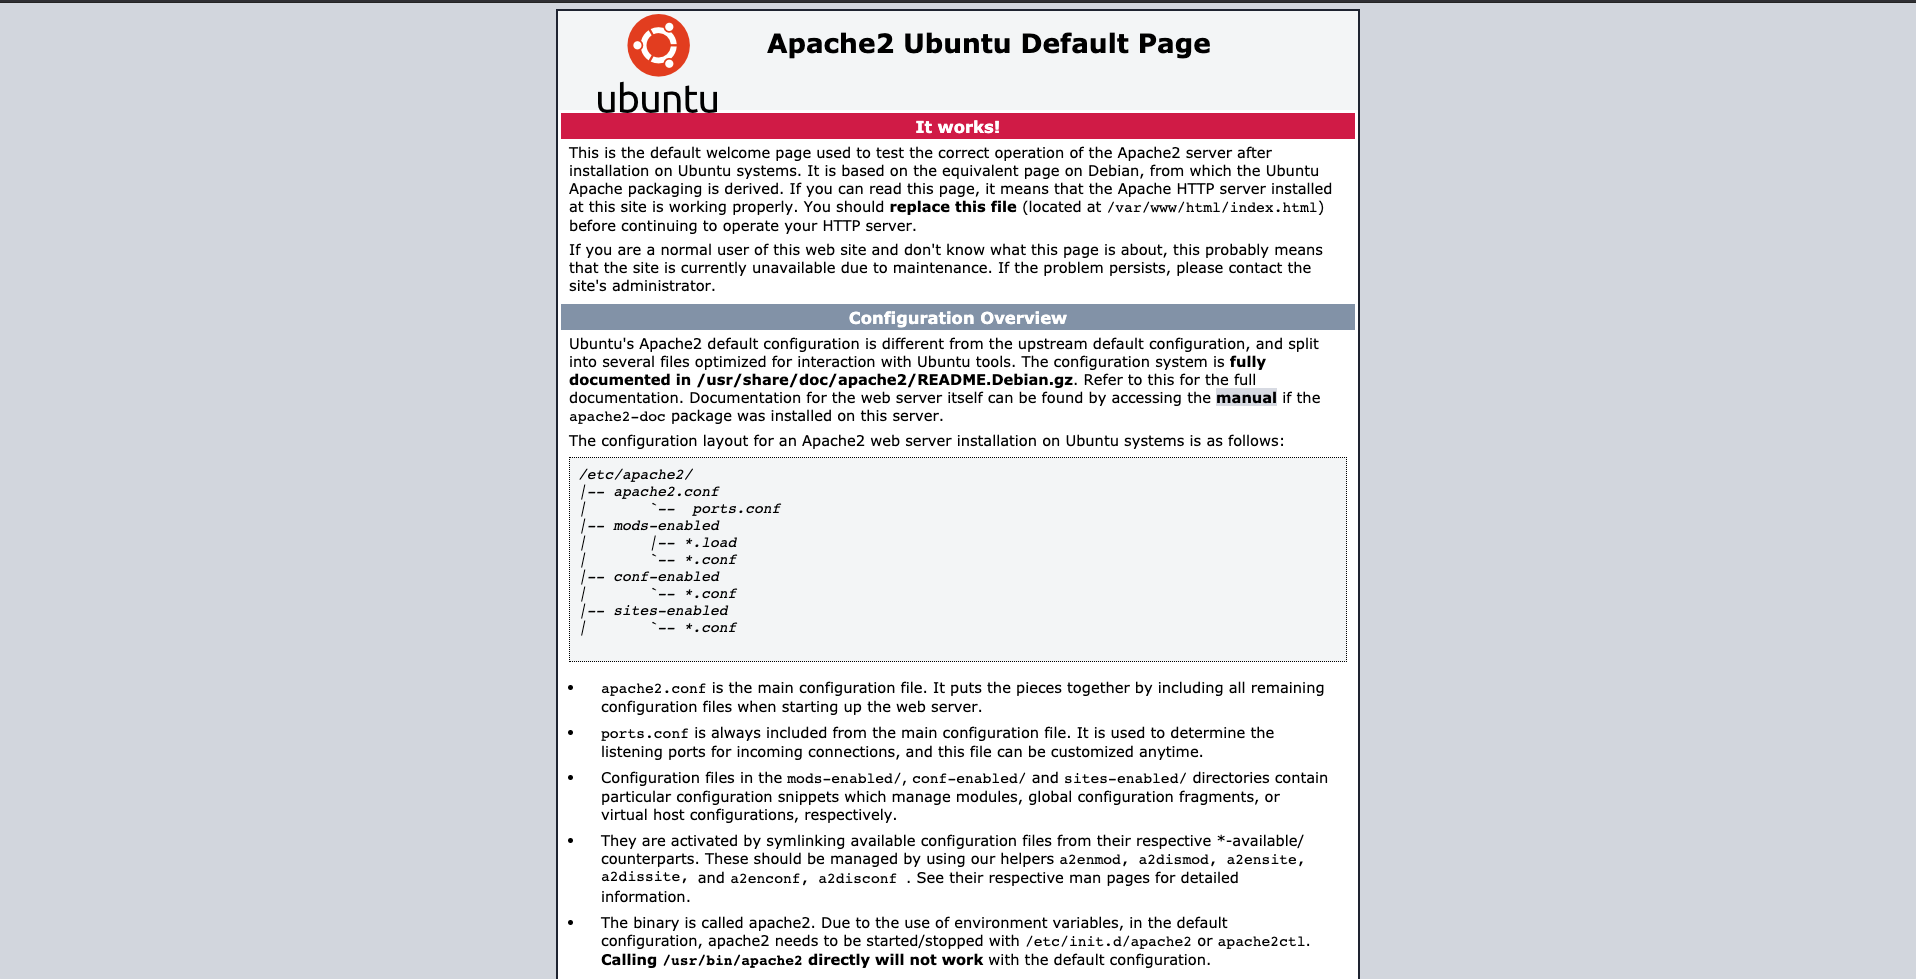 ubuntu
Apache2 Ubuntu Default Page
It works!
This is the default welcome page used to test the correct operation of the Apache2 server after
installation on Ubuntu systems. It is based on the equivalent page on Debian, from which the Ubuntu
Apache packaging is derived. If you can read this page, it means that the Apache HTTP server installed
at this site is working properly. You should replace this file (located at /var/www/html/index.html)
before continuing to operate your HTTP server.
If you are a normal user of this web site and don't know what this page is about, this probably means
that the site is currently unavailable due to maintenance. If the problem persists, please contact the
site's administrator.
Configuration Overview
Ubuntu's Apache2 default configuration is different from the upstream default configuration, and split
into several files optimized for interaction with Ubuntu tools. The configuration system is fully
documented in /usr/share/doc/apache2/README.Debian.gz. Refer to this for the full
documentation. Documentation for the web server itself can be found by accessing the manual if the
apache2-doc package was installed on this server.
The configuration layout for an Apache2 web server installation on Ubuntu systems is as follows:
/etc/apache2/
|-- apache2.conf
|       `--  ports.conf
|-- mods-enabled
|       |-- *.load
|       `-- *.conf
|-- conf-enabled
|       `-- *.conf
|-- sites-enabled
|       `-- *.conf
• apache2.conf is the main configuration file. It puts the pieces together by including all remaining
configuration files when starting up the web server.
• ports.conf is always included from the main configuration file. It is used to determine the
listening ports for incoming connections, and this file can be customized anytime.
• Configuration files in the mods-enabled/, conf-enabled/ and sites-enabled/ directories contain
particular configuration snippets which manage modules, global configuration fragments, or
virtual host configurations, respectively.
• They are activated by symlinking available configuration files from their respective *-available/
counterparts. These should be managed by using our helpers a2enmod, a2dismod, a2ensite,
a2dissite, and a2enconf, a2disconf . See their respective man pages for detailed
information.
• The binary is called apache2. Due to the use of environment variables, in the default
configuration, apache2 needs to be started/stopped with /etc/init.d/apache2 or apache2ctl.
Calling /usr/bin/apache2 directly will not work with the default configuration.